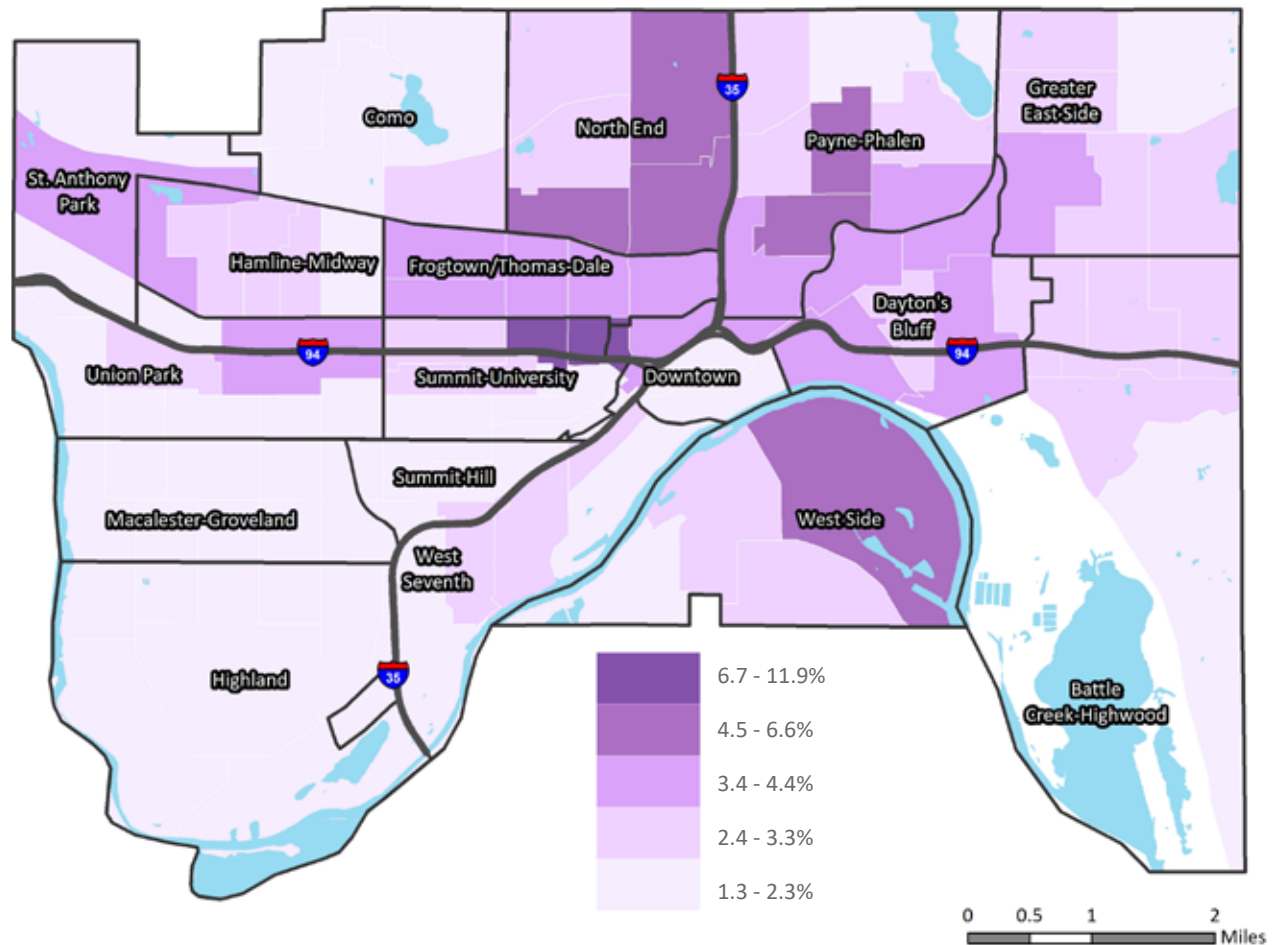 35
Greater
East-Side
Como
North End
Payne-Phalen
St. Anthony
Park
Hamline-Midway
Frogtown/Thomas-Dale
Dayton's
Bluff
94
94
Union Park
Summit-University
Downtown
Summit-Hill
Macalester-Groveland
West Side
West
Seventh
35
Highland
Battle
Creek-Highwood
6.7 - 11.9%
4.5 - 6.6%
3.4 - 4.4%
2.4 - 3.3%
1.3 - 2.3%
0 0.5 1 2
Miles